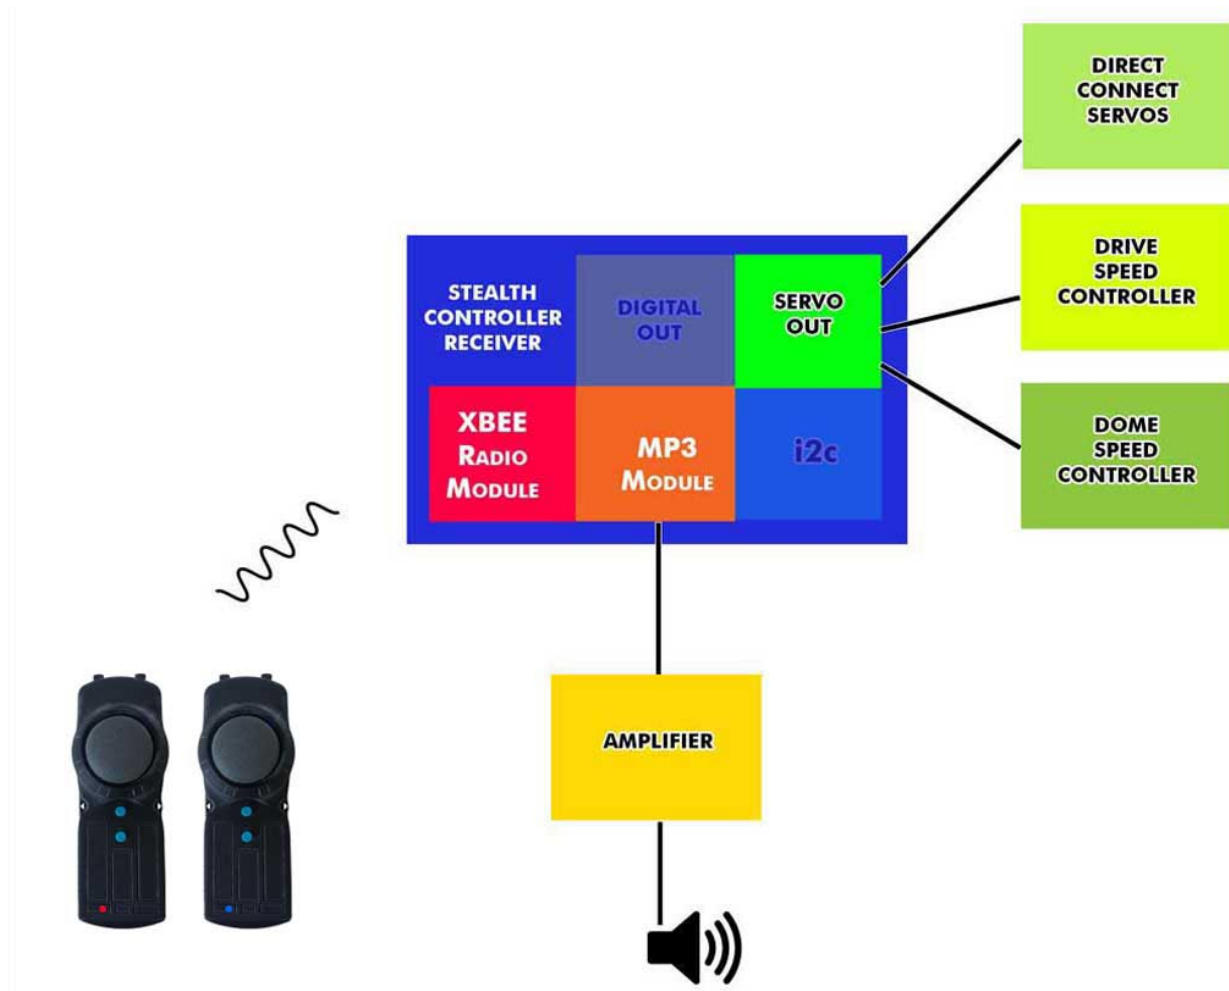 DIRECT
CONNECT
SERVOS
DRIVE
SPEED
CONTROLLER
DOME
SPEED
CONTROLLER
STEALTH
CONTROLLER
RECEIVER
DIGITAL
OUT
SERVO
OUT
XBEE
RADIO
MODULE
MP3
MODULE
i2c
AMPLIFIER